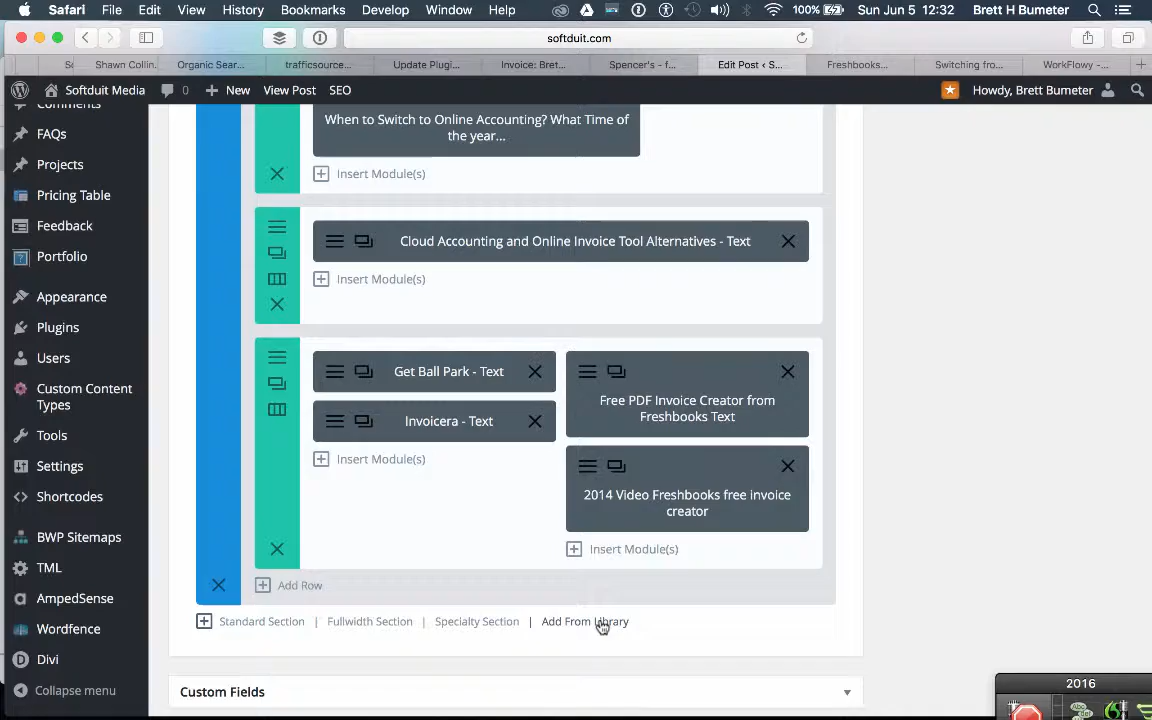 Safari File Edit View History Bookmarks Develop Window Help 100% Sun Jun 5 12:32 Brett H Bumeter
softduit.com
Shawn Collin. Organic Sear... trafficsource... Update Plugi... Invoice: Bret... Spencer's - f... Edit Post < S... Freshbooks... Switching fro... WorkFlowy -...
Softduit Media 0 New View Post SEO Howdy, Brett Bumeter
Comments
FAQs
Projects
Pricing Table
Feedback
Portfolio
Appearance
Plugins
Users
Custom Content
Types
Tools
Settings
Shortcodes
BWP Sitemaps
TML
AmpedSense
Wordfence
Divi
Collapse menu
When to Switch to Online Accounting? What Time of
the year...
Insert Module(s)
Cloud Accounting and Online Invoice Tool Alternatives - Text
Insert Module(s)
Get Ball Park - Text
Invoicera - Text
Insert Module(s)
Free PDF Invoice Creator from
Freshbooks Text
2014 Video Freshbooks free invoice
creator
Insert Module(s)
Add Row
Standard Section | Fullwidth Section | Specialty Section | Add From Library
Custom Fields
2016